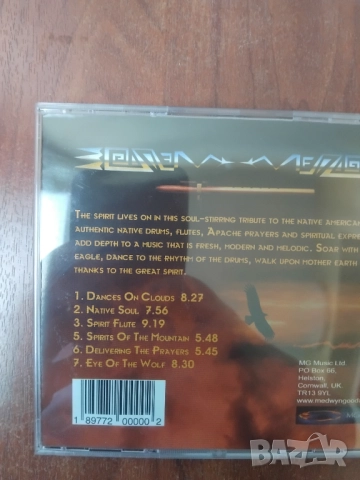 THE SPIRIT LIVES ON IN THIS SOUL-STIRRING TRIBUTE TO THE NATIVE
AUTHENTIC NATIVE DRUMS, FLUTES, APACHE PRAYERS AND SPIRITUAL
ADD DEPTH TO A MUSIC THAT IS FRESH, MODERN AND MELODIC. SOAR WITH
EAGLE, DANCE TO THE RHYTHM OF THE DRUMS, WALK UPON MOTHER EARTH
THANKS TO THE GREAT SPIRIT.
1. DANCES ON CLOUDS 8.27
2. NATIVE SOUL 7.56
3. SPIRIT FLUTE 9.19
5. SPIRITS OF THE MOUNTAIN 5.48
6. DELIVERING THE PRAYERS 5.45
7. EYE OF THE WOLF 8.30
MG Music Ltd.
PO Box 66,
Helston,
Cornwall, UK.
TR13 8YL
1 89772 00000 2
bazar.bg